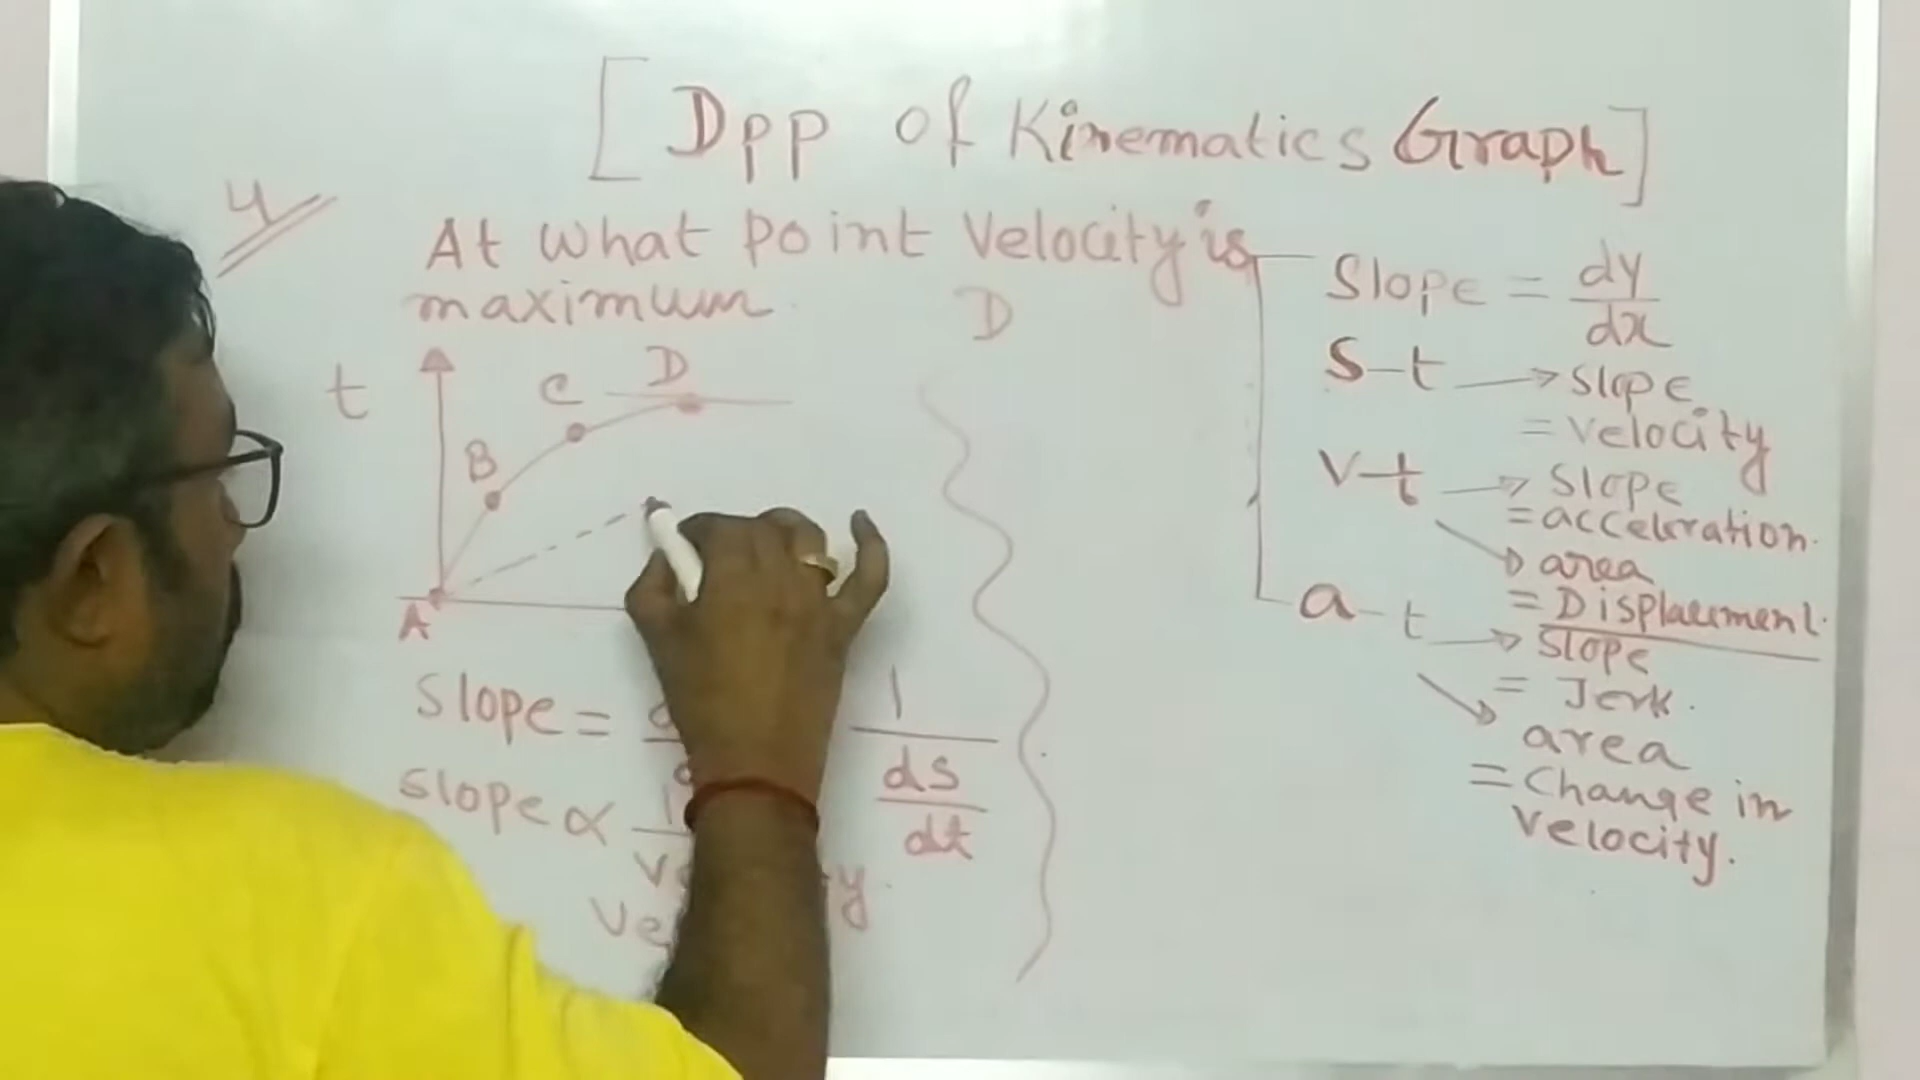 [ Dpp of Kinematics Graph]
4
At what point Velocity is
maximum.
D
t
A
B
C
D
Slope =
1
ds
dt
Slope ∝ 1
Slope = dy
dx
S-t → Slope
= velocity
V-t → Slope
= acceleration.
area
= Displacement.
a-t → Slope
= Jerk.
area
= Change in
Velocity.